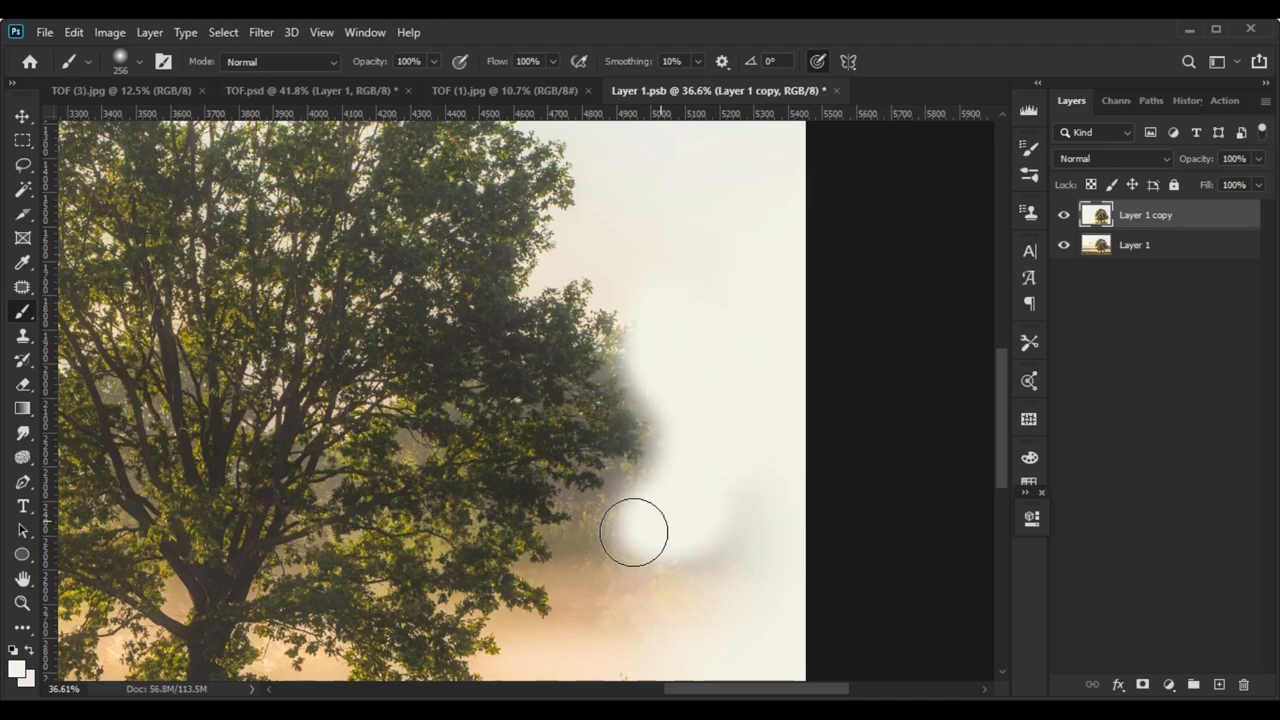 Ps File Edit Image Layer Type Select Filter 3D View Window Help
256 Mode: Normal Opacity: 100% Flow: 100% Smoothing: 10% 0°
TOF (3).jpg @ 12.5% (RGB/8) × TOF.psd @ 41.8% (Layer 1, RGB/8) * × TOF (1).jpg @ 10.7% (RGB/8#) × Layer 1.psb @ 36.6% (Layer 1 copy, RGB/8) * ×
Layers Chann Paths Histor Action
3300 3400 3500 3600 3700 3800 3900 4000 4100 4200 4300 4400 4500 4600 4700 4800 4900 5000 5100 5200 5300 5400 5500 5600 5700 5800 5900
Kind
Normal Opacity: 100%
Lock: Fill: 100%
Layer 1 copy
Layer 1
36.61% Doc: 56.8M/113.5M